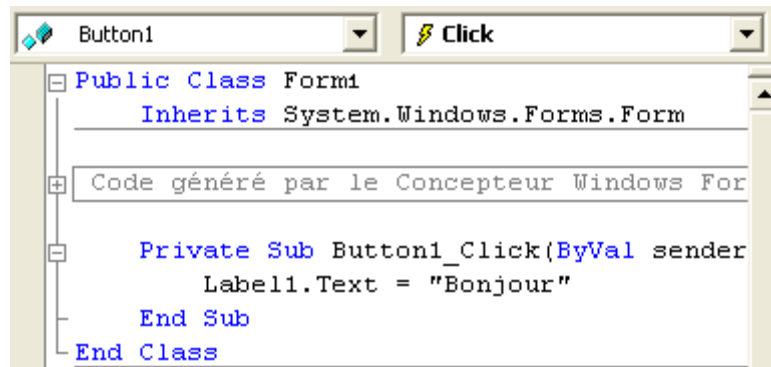 Button1 Click
Public Class Form1
Inherits System.Windows.Forms.Form
Code généré par le Concepteur Windows For
Private Sub Button1_Click(ByVal sender
Label1.Text = "Bonjour"
End Sub
End Class